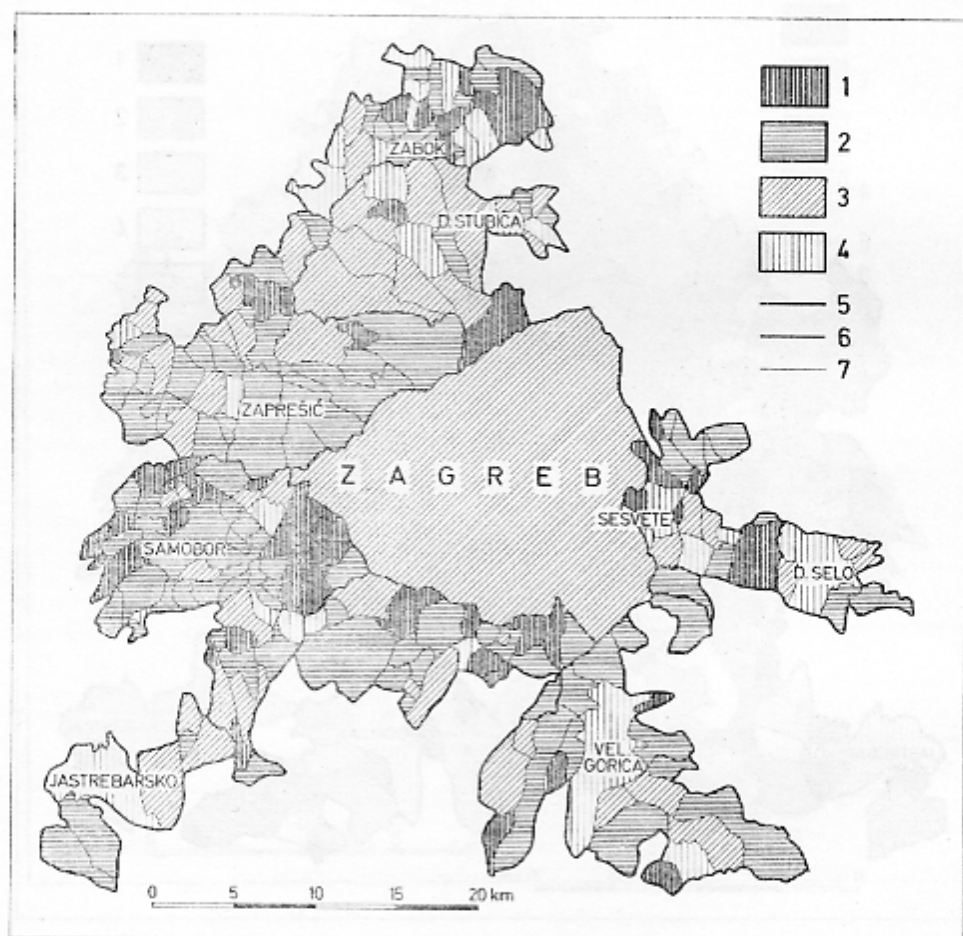 1
2
3
4
5
6
7
ZABOK
D. STUBICA
ZAPREŠIĆ
ZAGREB
SESVETE
SAMOBOR
D. SELO
VEL.
GORICA
JASTREBARSKO
0 5 10 15 20 km